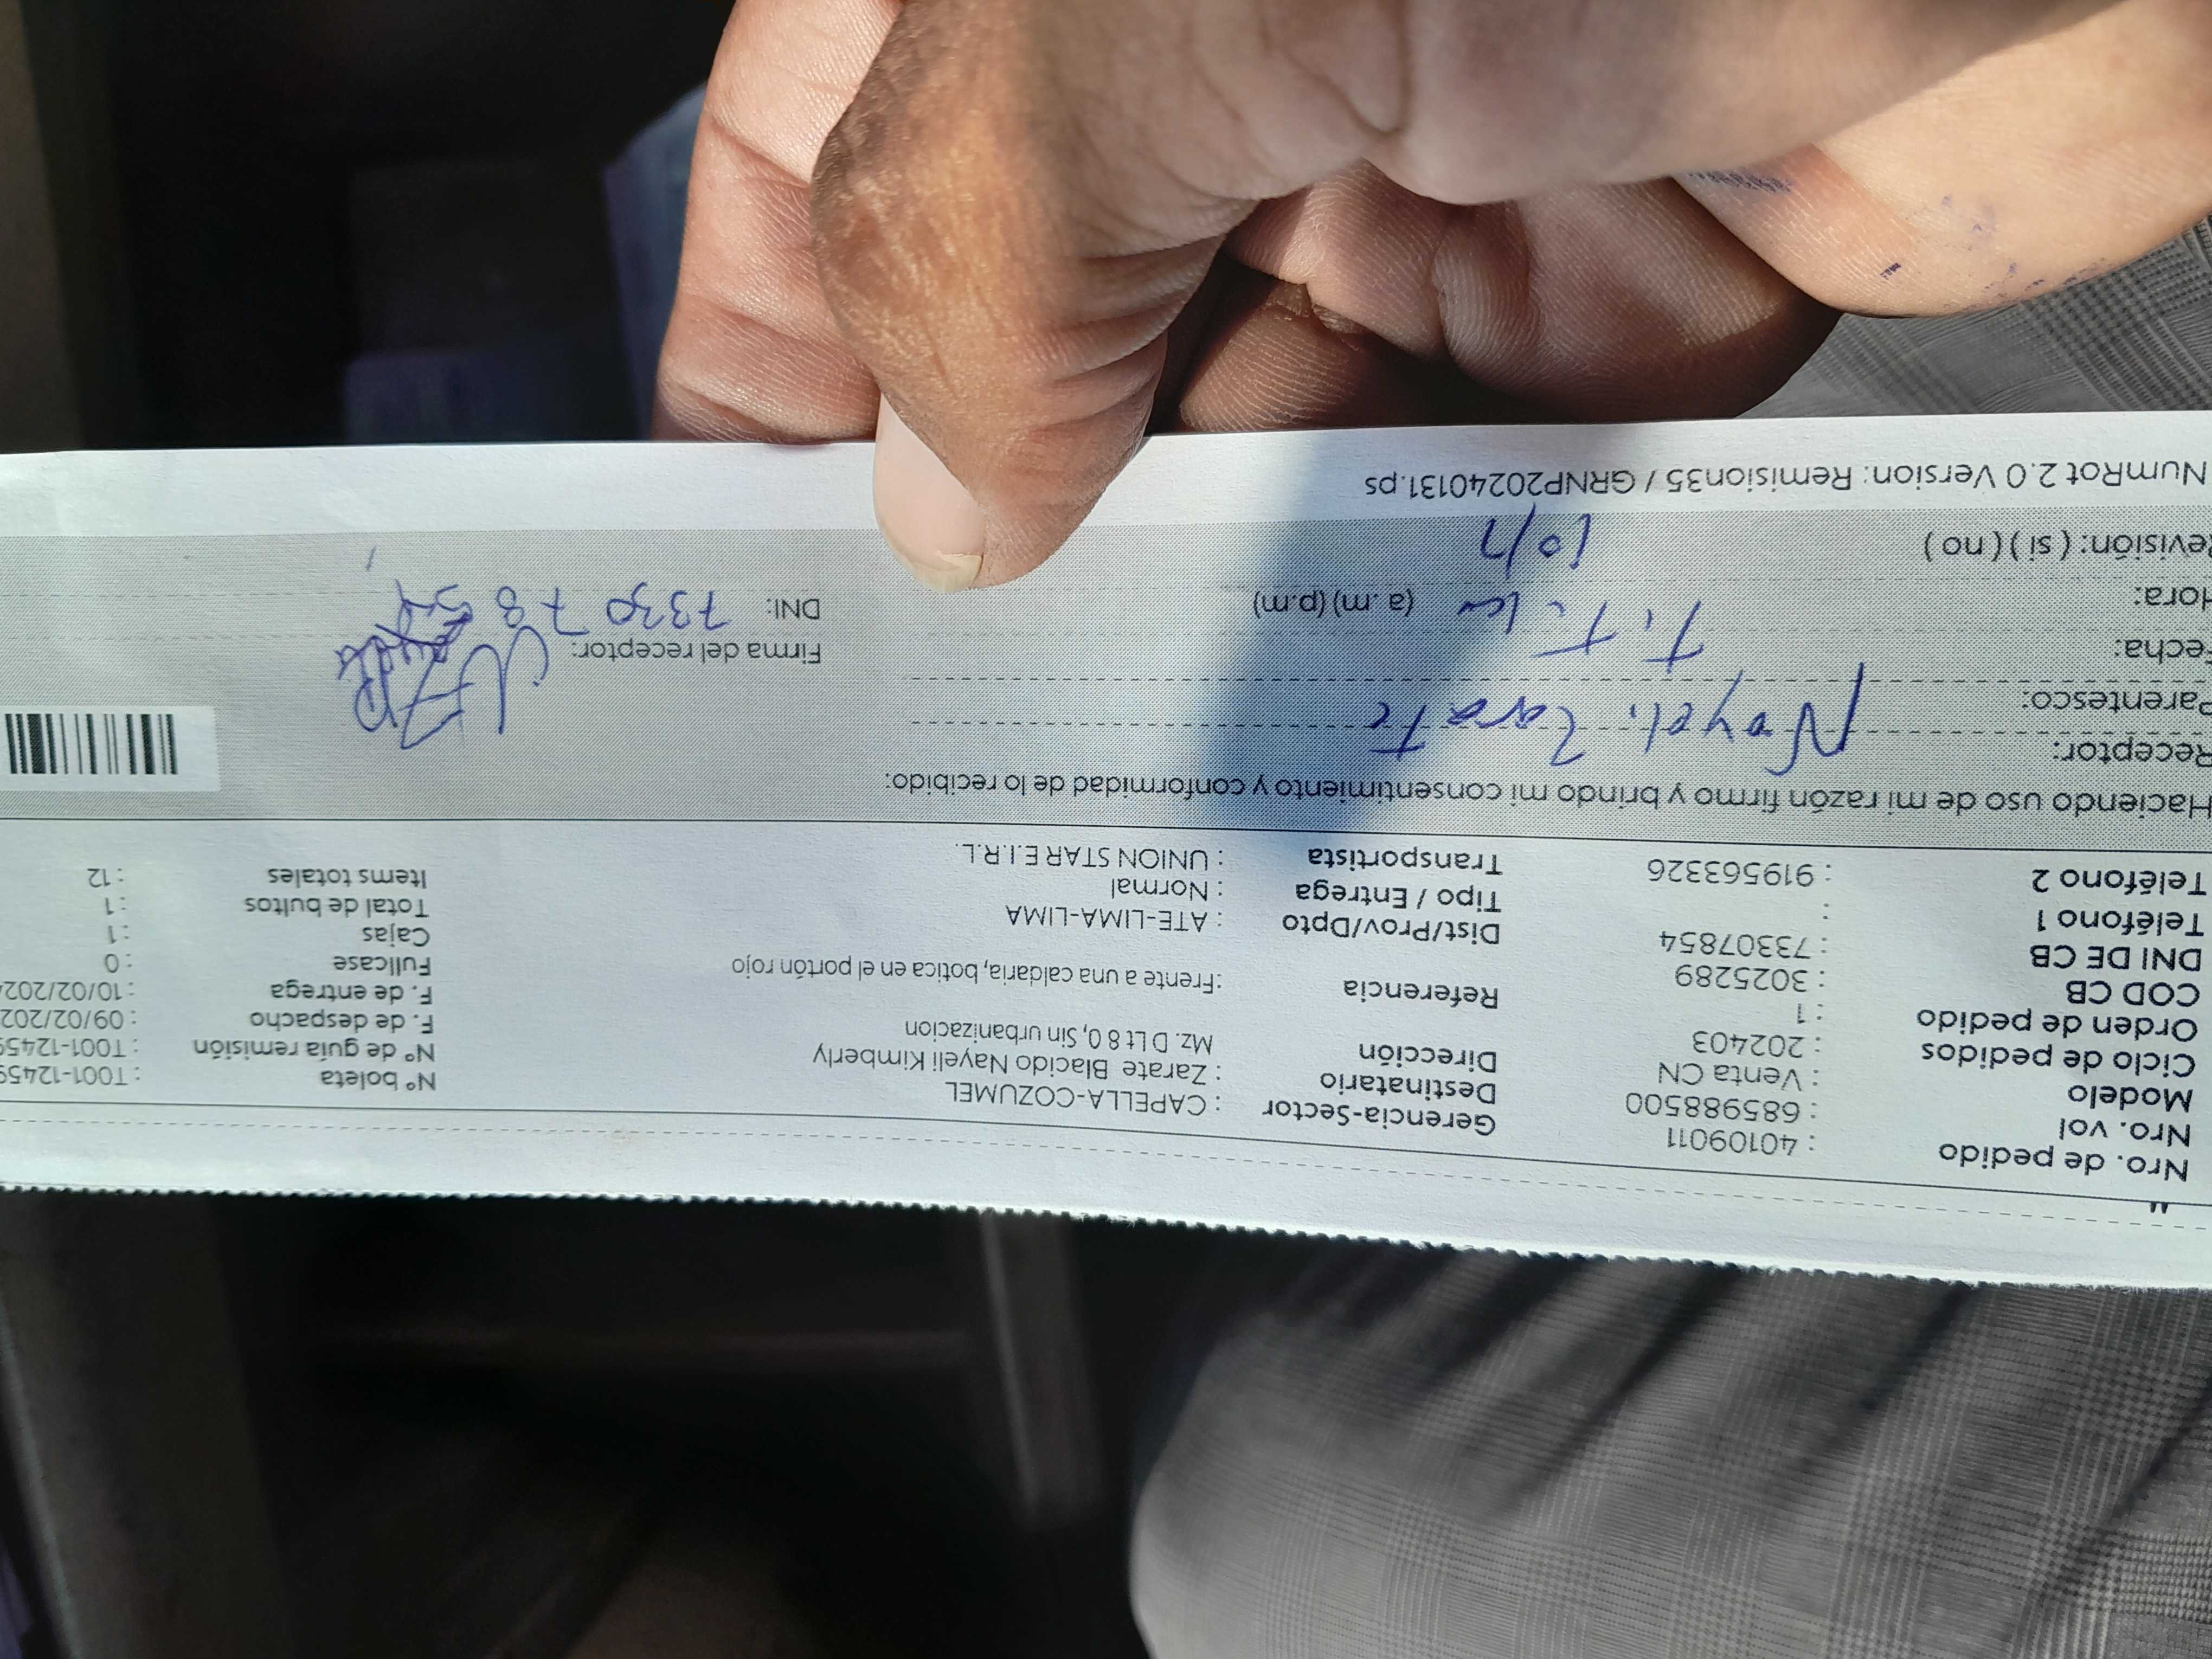 Nro. de pedido : 40109011
Nro. vol : 685988500
Modelo : Venta CN
Ciclo de pedidos : 202403
Orden de pedido : 1
COD CB : 3025289
DNI DE CB : 73307854
Teléfono 1 :
Teléfono 2 : 919563326
Gerencia-Sector : CAPELLA-COZUMEL
Destinatario : Zarate Blacido Nayeli Kimberly
Dirección Mz. D Lt 8 0, Sin urbanizacion
Referencia :Frente a una caldaria, botica en el portón rojo
Dist/Prov/Dpto : ATE-LIMA-LIMA
Tipo / Entrega : Normal
Transportista : UNION STAR E.I.R.L.
N° boleta : T001-12459
N° de guía remisión : T001-12459
F. de despacho : 09/02/202
F. de entrega : 10/02/202
Fullcase : 0
Cajas : 1
Total de bultos : 1
Items totales : 12
Haciendo uso de mi razón firmo y brindo mi consentimiento y conformidad de lo recibido:
Receptor: Nayeli Zarate
Parentesco:
Fecha:
Hora: (a .m) (p.m)
Revisión: ( si ) ( no )
Firma del receptor:
DNI: 7330 78 54
NumRot 2.0 Version: Remision35 / GRNP20240131.ps